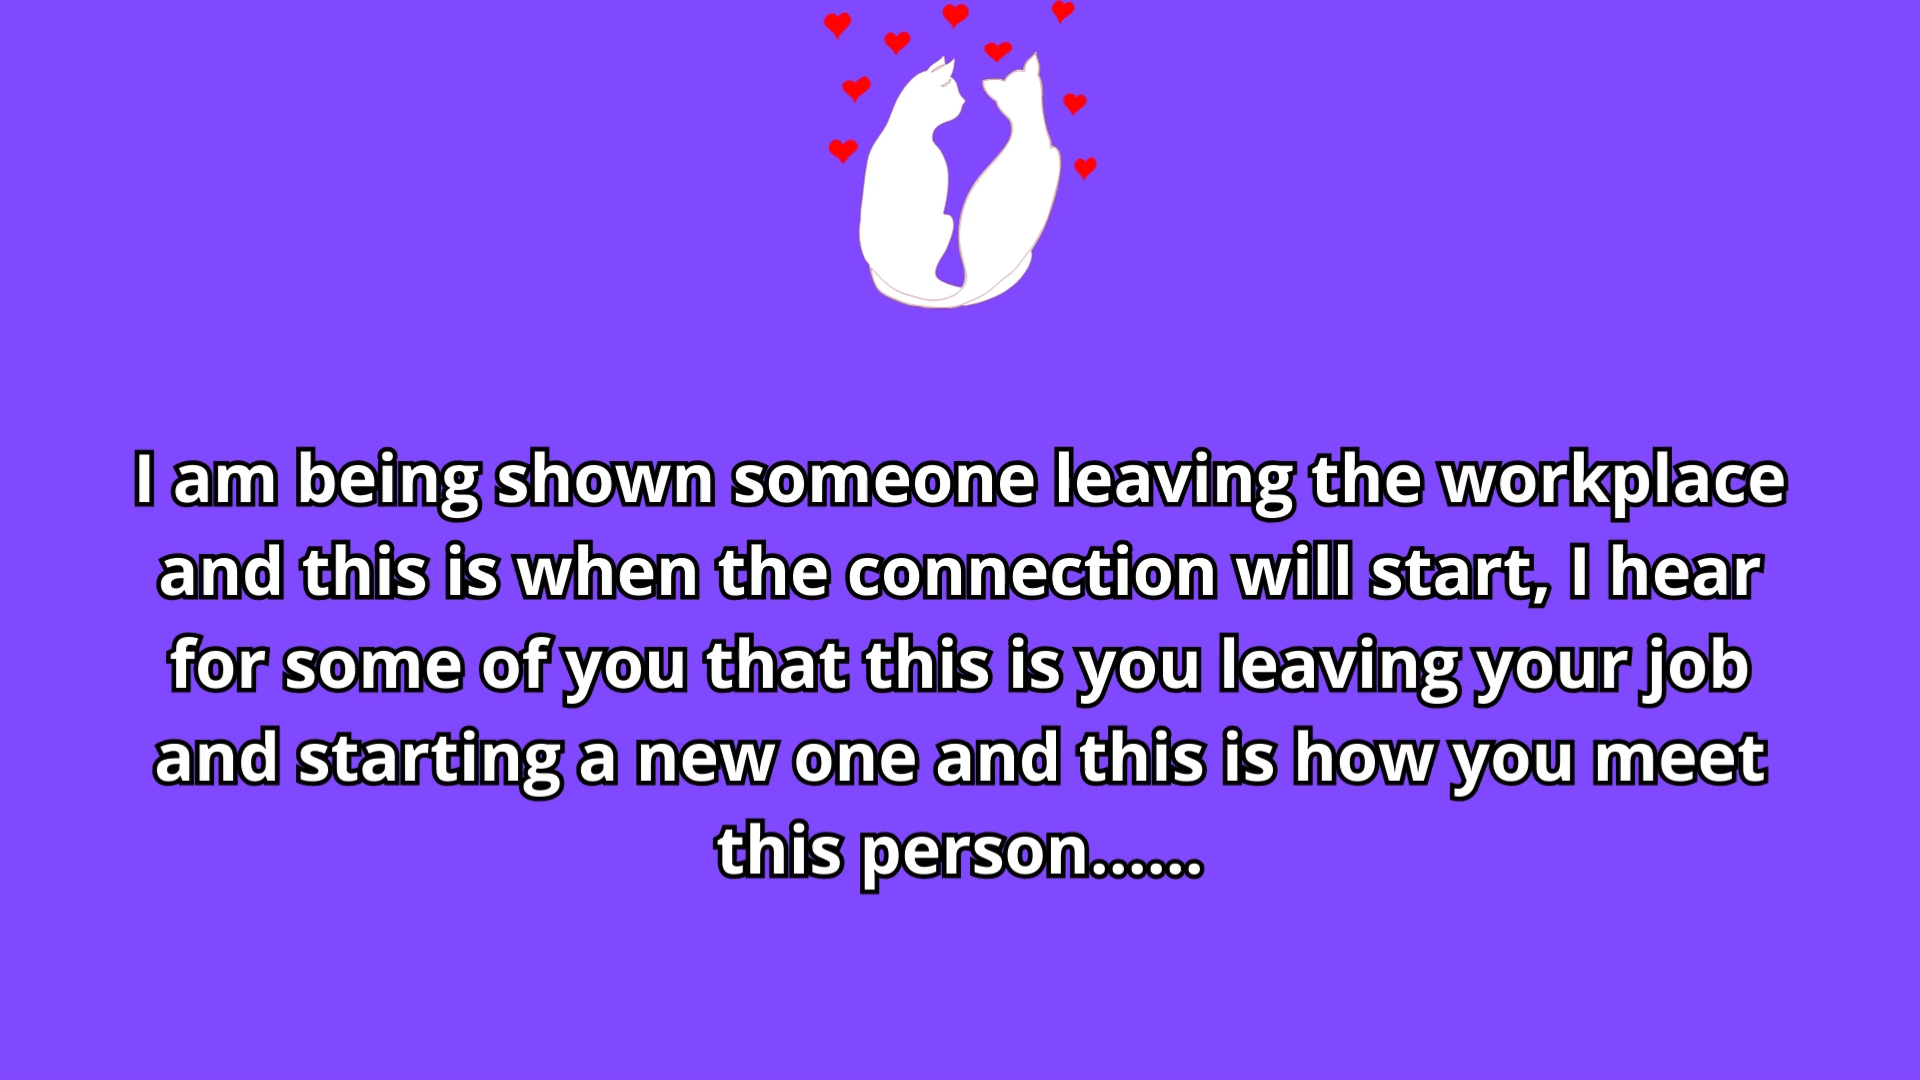 I am being shown someone leaving the workplace
and this is when the connection will start, I hear
for some of you that this is you leaving your job
and starting a new one and this is how you meet
this person......